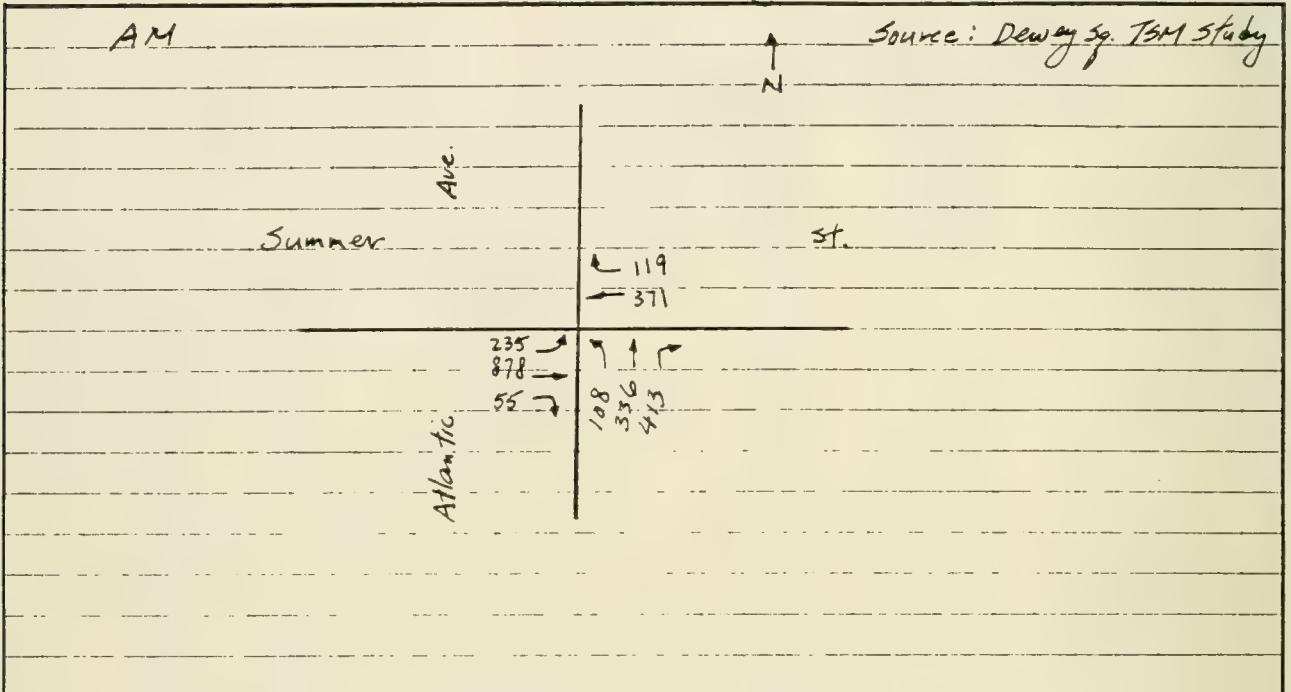 AM
Source: Dewey Sq. TSM Study
N
Ave.
Summer
St.
119
371
235
878
55
108
336
413
Atlantic